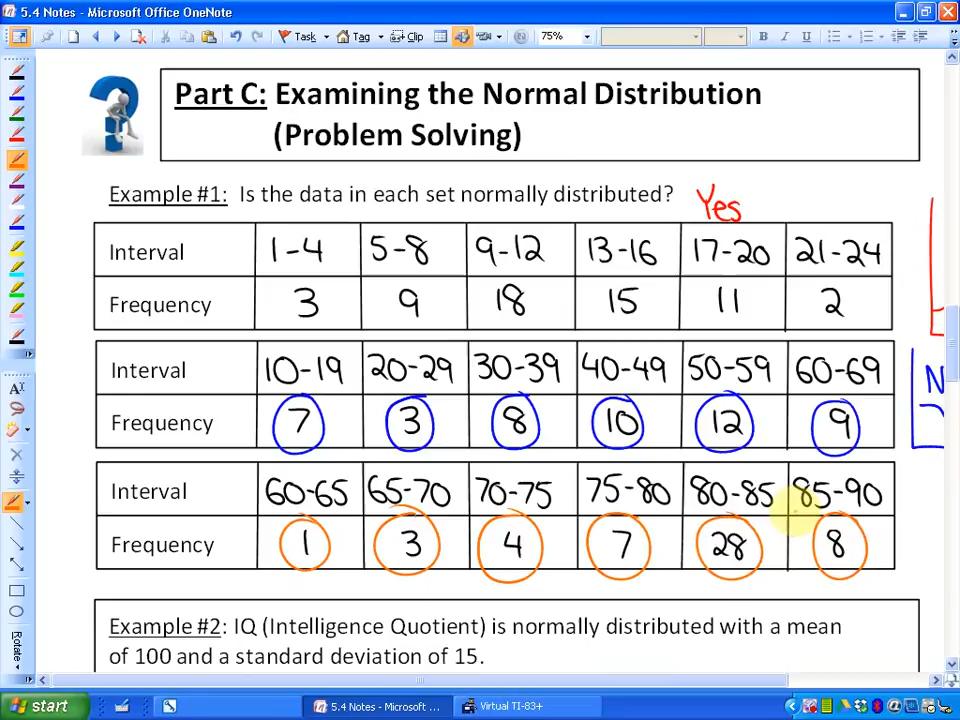 5.4 Notes - Microsoft Office OneNote
Task Tag Clip 75% B I U
Part C: Examining the Normal Distribution
(Problem Solving)
Example #1: Is the data in each set normally distributed? Yes
Interval 1-4 5-8 9-12 13-16 17-20 21-24
Frequency 3 9 18 15 11 2
Interval 10-19 20-29 30-39 40-49 50-59 60-69
Frequency 7 3 8 10 12 9
Interval 60-65 65-70 70-75 75-80 80-85 85-90
Frequency 1 3 4 7 28 8
Example #2: IQ (Intelligence Quotient) is normally distributed with a mean
of 100 and a standard deviation of 15.
Rotate
start 5.4 Notes - Microsoft ... Virtual TI-83+